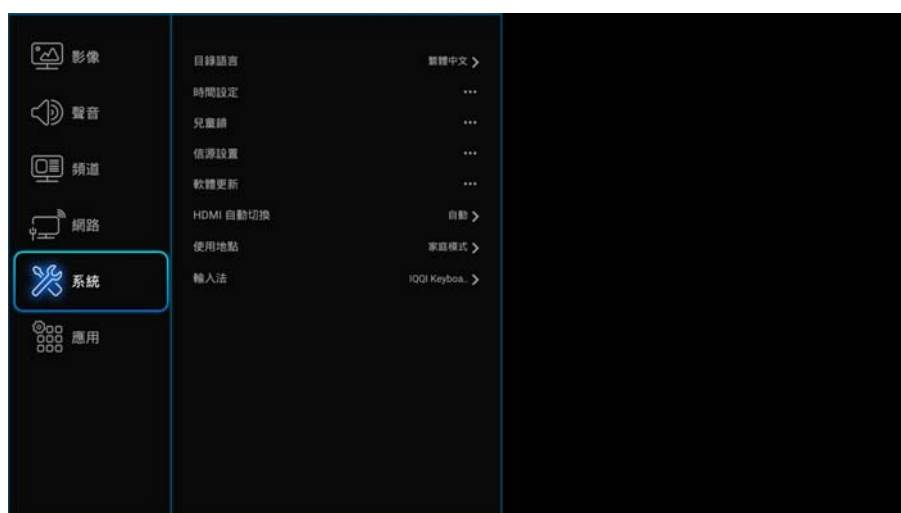 影像
聲音
頻道
網路
系統
應用
目錄語言 繁體中文
時間設定 •••
兒童鎖 •••
信源設置 •••
軟體更新 •••
HDMI 自動切換 自動
使用地點 家庭模式
輸入法 IQQI Keyboa..